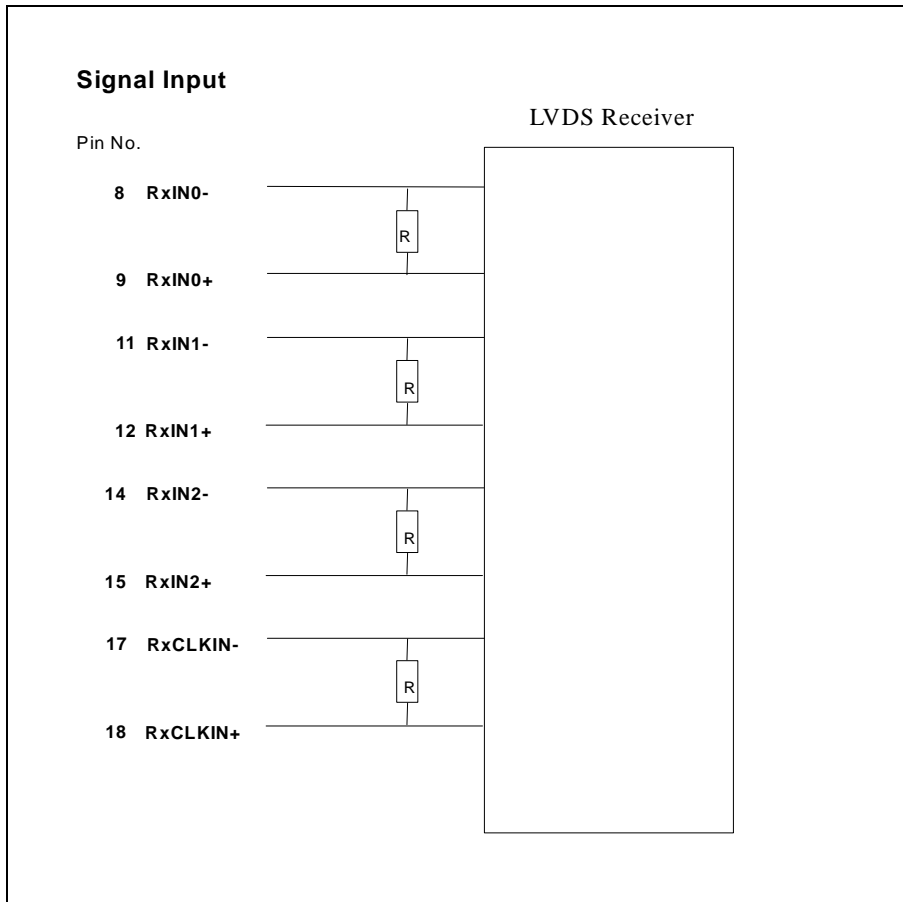 Signal Input
LVDS Receiver
Pin No.
8 RxIN0-
R
9 RxIN0+
11 RxIN1-
R
12 RxIN1+
14 RxIN2-
R
15 RxIN2+
17 RxCLKIN-
R
18 RxCLKIN+